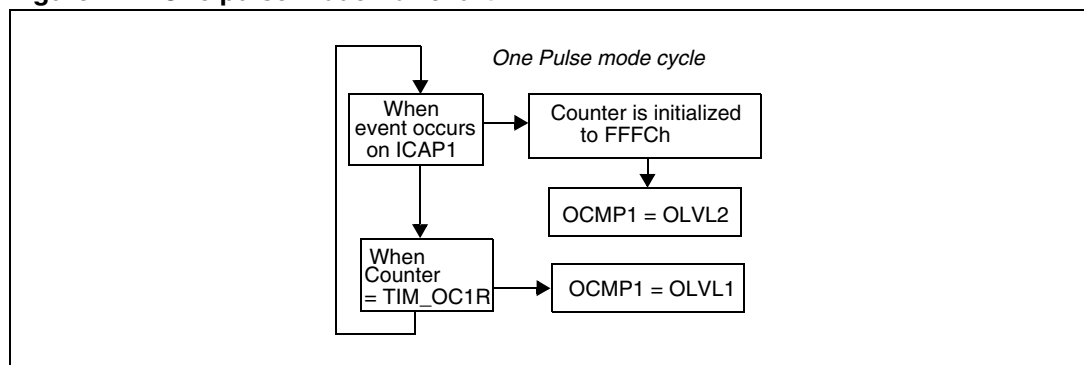 One Pulse mode cycle
When
event occurs
on ICAP1
Counter is initialized
to FFFCh
OCMP1 = OLVL2
When
Counter
= TIM_OC1R
OCMP1 = OLVL1